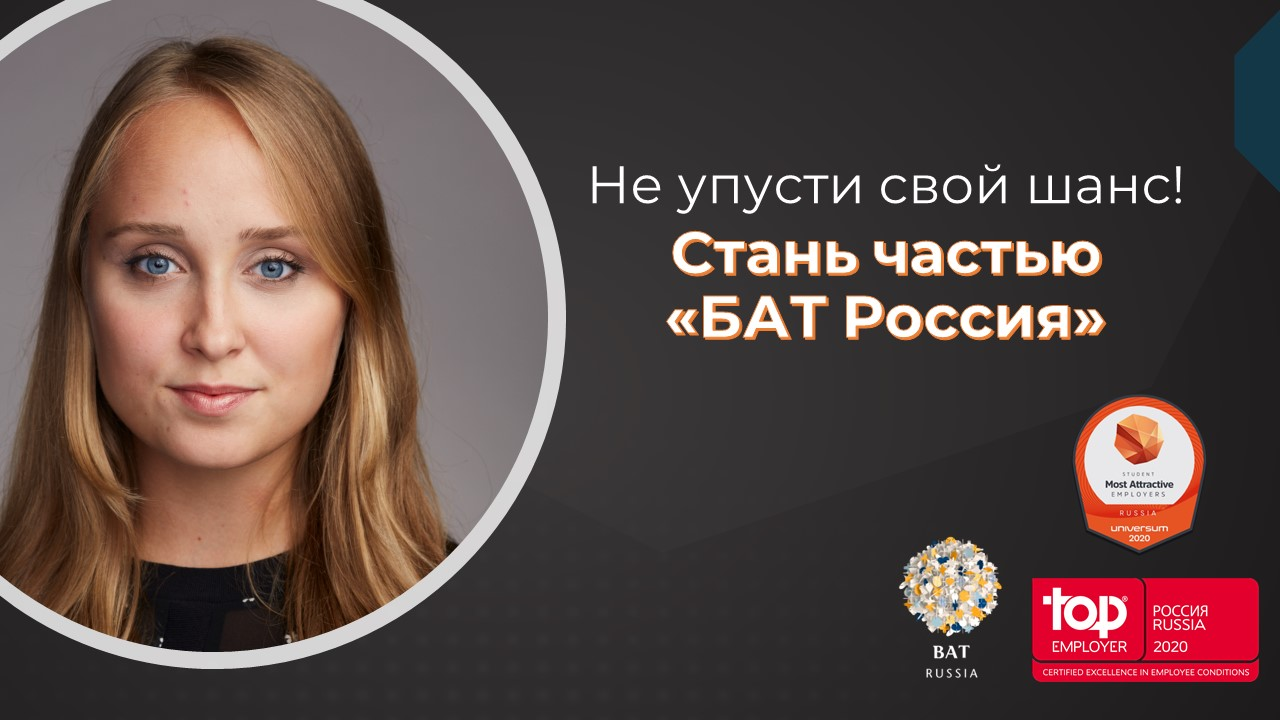 Не упусти свой шанс!
Стань частью
«БАТ Россия»
STUDENT
Most Attractive
EMPLOYERS
RUSSIA
universum
2020
BAT
RUSSIA
top®
EMPLOYER
РОССИЯ
RUSSIA
2020
CERTIFIED EXCELLENCE IN EMPLOYEE CONDITIONS